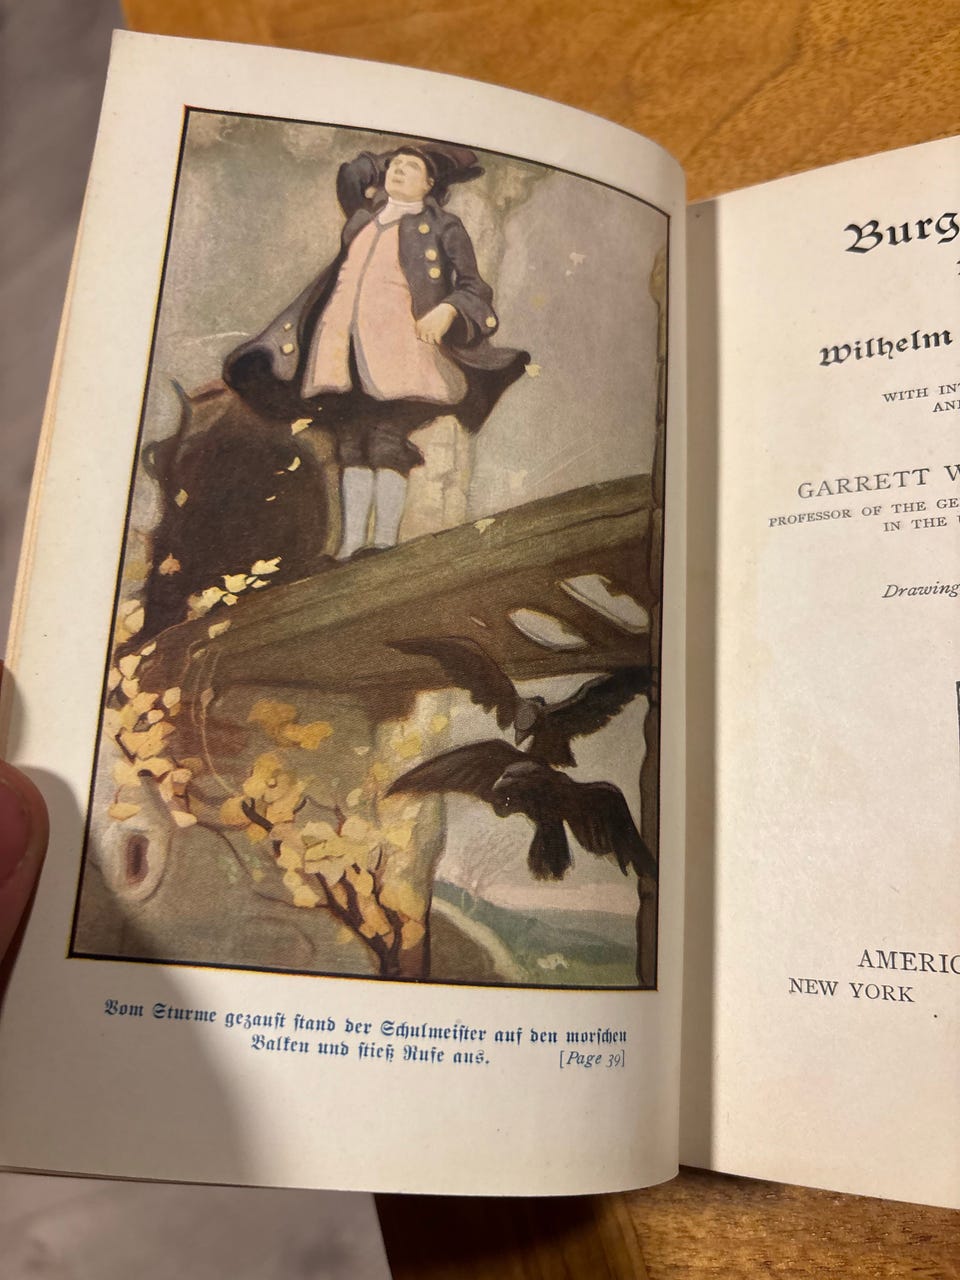 Vom Sturme gezaust stand der Schulmeister auf den morschen
Balken und stieß Rufe aus. [Page 39]
Burg
Wilhelm
WITH INT
AN
GARRETT W
PROFESSOR OF THE GE
IN THE
Drawing
AMERIC
NEW YORK